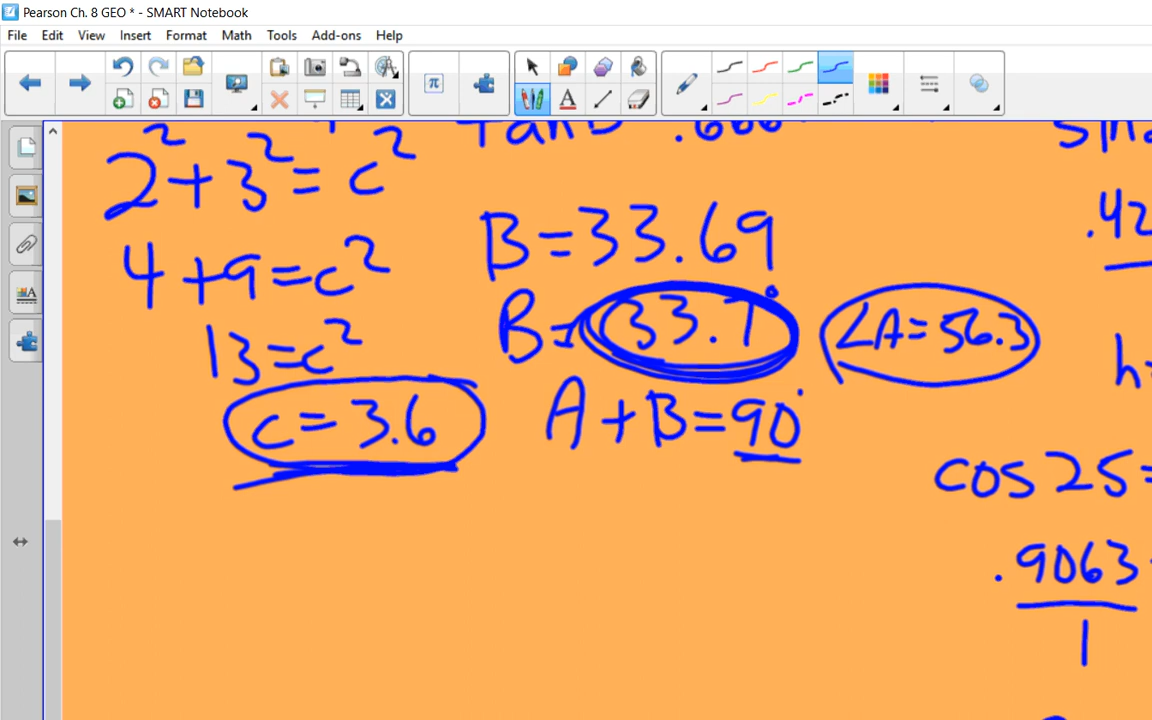 Pearson Ch. 8 GEO * - SMART Notebook
File Edit View Insert Format Math Tools Add-ons Help
π
A
2² + 3² = c²
4 + 9 = c²
13 = c²
c = 3.6
B = 33.69
B = 33.7°
∠A = 56.3
A + B = 90°
.42
h
cos 25 =
.9063
1